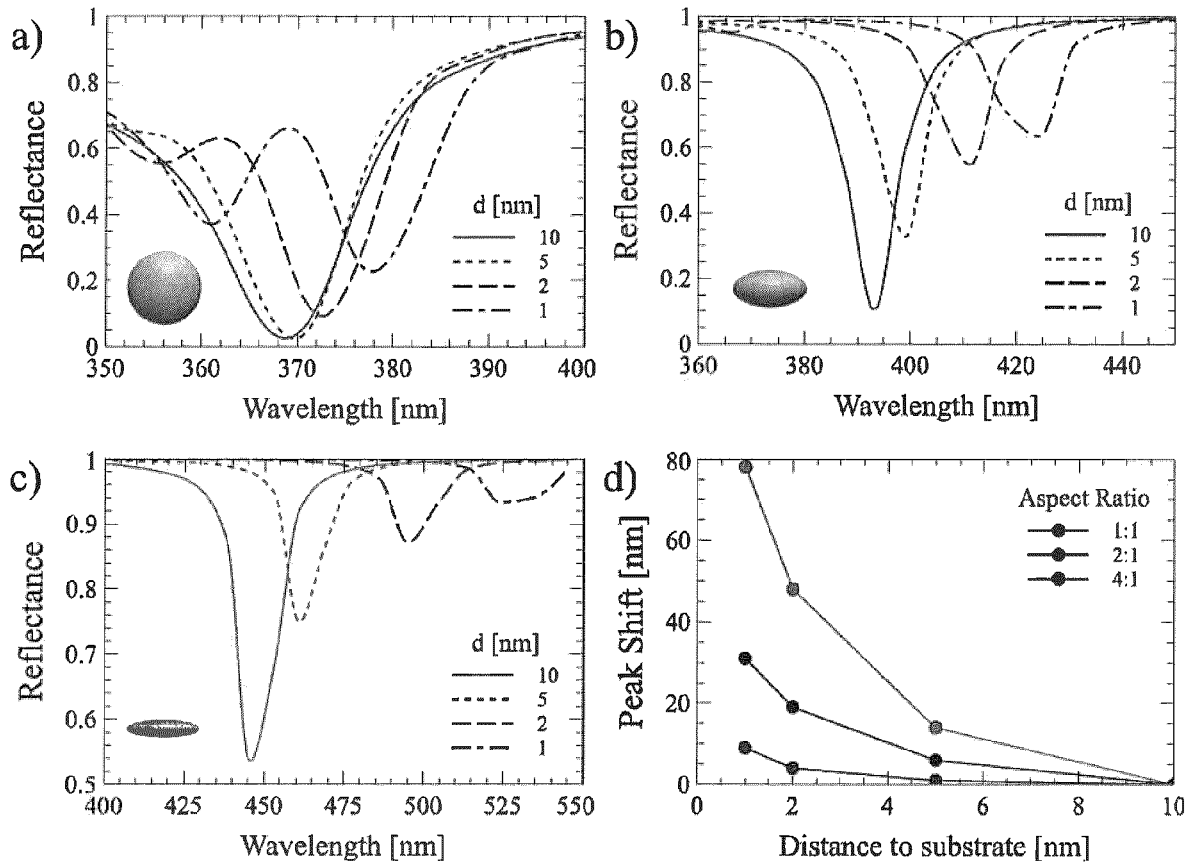 a)
1
0.8
0.6
0.4
0.2
0
Reflectance
350 360 370 380 390 400
Wavelength [nm]
d [nm]
10
5
2
1
b)
1
0.8
0.6
0.4
0.2
0
Reflectance
360 380 400 420 440
Wavelength [nm]
d [nm]
10
5
2
1
c)
1
0.9
0.8
0.7
0.6
0.5
Reflectance
400 425 450 475 500 525 550
Wavelength [nm]
d [nm]
10
5
2
1
d)
80
60
40
20
0
Peak Shift [nm]
0 2 4 6 8 10
Distance to substrate [nm]
Aspect Ratio
1:1
2:1
4:1